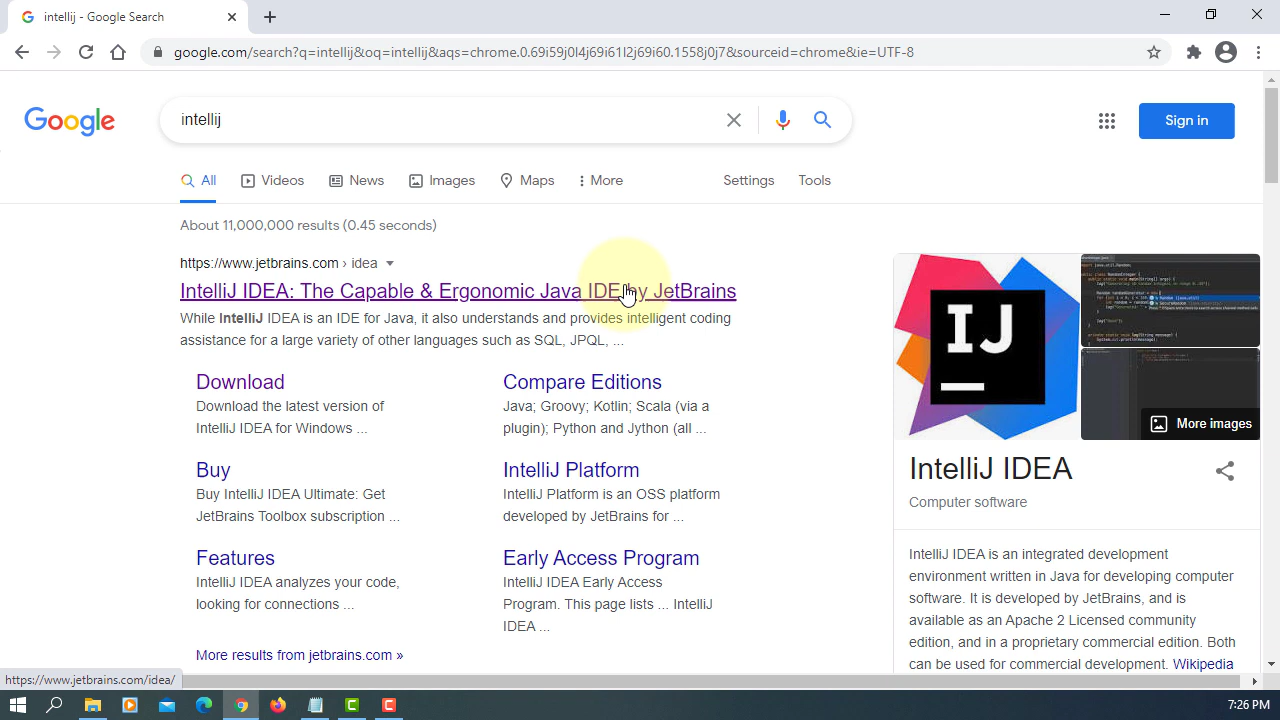 intellij - Google Search
google.com/search?q=intellij&oq=intellij&aqs=chrome.0.69i59j0l4j69i61l2j69i60.1558j0j7&sourceid=chrome&ie=UTF-8
Google
intellij
Sign in
All
Videos
News
Images
Maps
More
Settings
Tools
About 11,000,000 results (0.45 seconds)
https://www.jetbrains.com › idea
IntelliJ IDEA: The Capable & Ergonomic Java IDE by JetBrains
While IntelliJ IDEA is an IDE for Java, it also understands and provides intelligent coding
assistance for a large variety of other languages such as SQL, JPQL, ...
Download
Download the latest version of
IntelliJ IDEA for Windows ...
Compare Editions
Java; Groovy; Kotlin; Scala (via a
plugin); Python and Jython (all ...
Buy
Buy IntelliJ IDEA Ultimate: Get
JetBrains Toolbox subscription ...
IntelliJ Platform
IntelliJ Platform is an OSS platform
developed by JetBrains for ...
Features
IntelliJ IDEA analyzes your code,
looking for connections ...
Early Access Program
IntelliJ IDEA Early Access
Program. This page lists ... IntelliJ
IDEA ...
More results from jetbrains.com »
IJ
More images
IntelliJ IDEA
Computer software
IntelliJ IDEA is an integrated development
environment written in Java for developing computer
software. It is developed by JetBrains, and is
available as an Apache 2 Licensed community
edition, and in a proprietary commercial edition. Both
can be used for commercial development. Wikipedia
https://www.jetbrains.com/idea/
7:26 PM